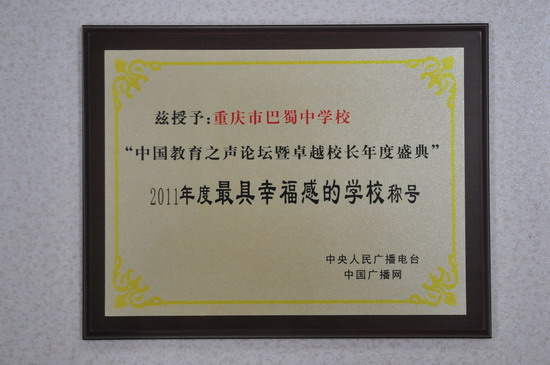 兹授予:重庆市巴蜀中学校
“中国教育之声论坛暨卓越校长年度盛典”
2011年度最具幸福感的学校称号
中央人民广播电台
中国广播网